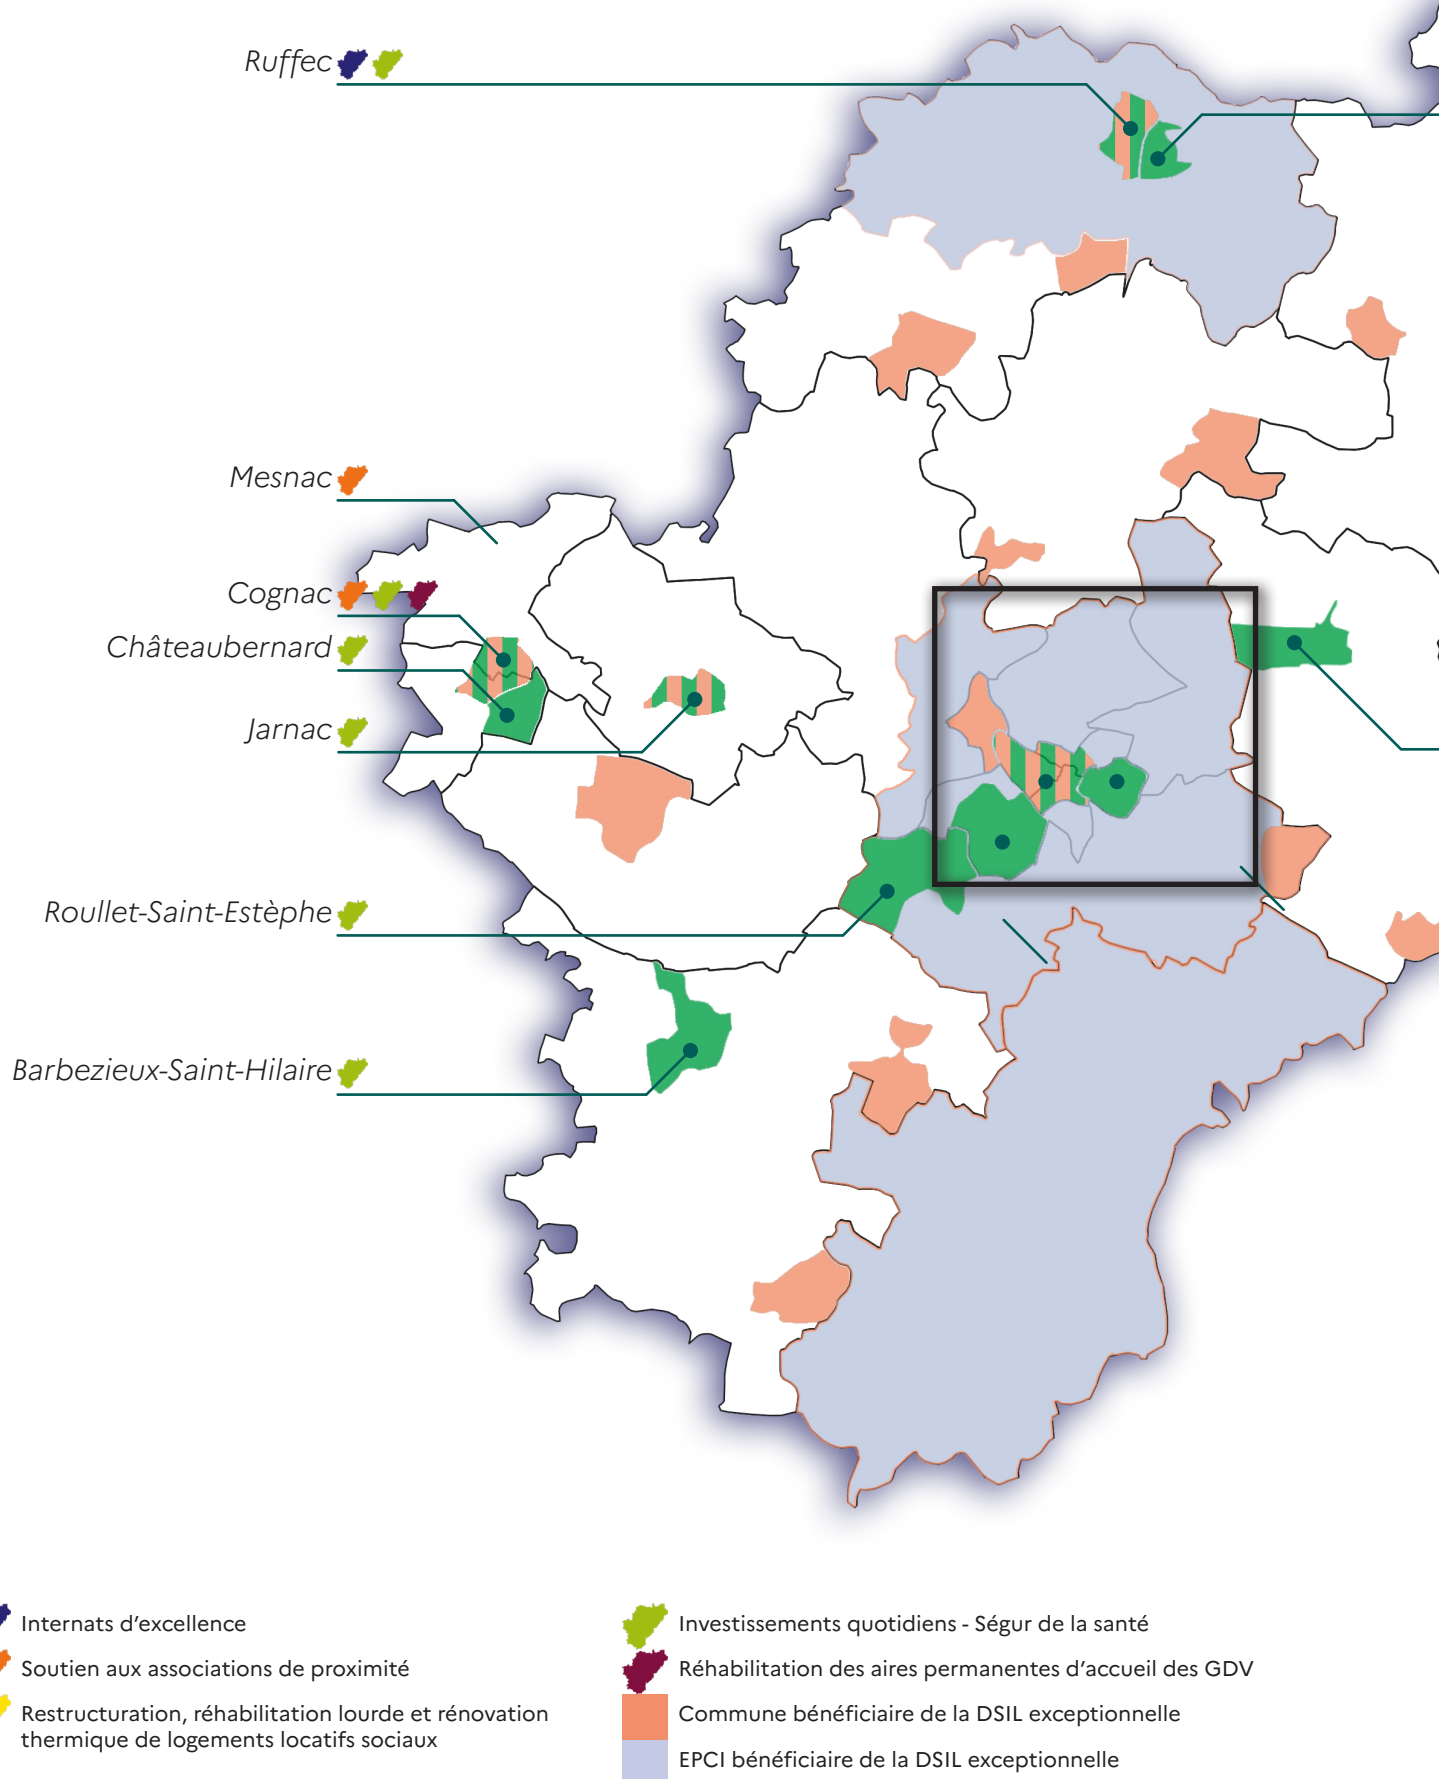 Ruffec
Mesnac
Cognac
Châteaubernard
Jarnac
Roullet-Saint-Estèphe
Barbezieux-Saint-Hilaire
Internats d'excellence
Soutien aux associations de proximité
Restructuration, réhabilitation lourde et rénovation
thermique de logements locatifs sociaux
Investissements quotidiens - Ségur de la santé
Réhabilitation des aires permanentes d'accueil des GDV
Commune bénéficiaire de la DSIL exceptionnelle
EPCI bénéficiaire de la DSIL exceptionnelle